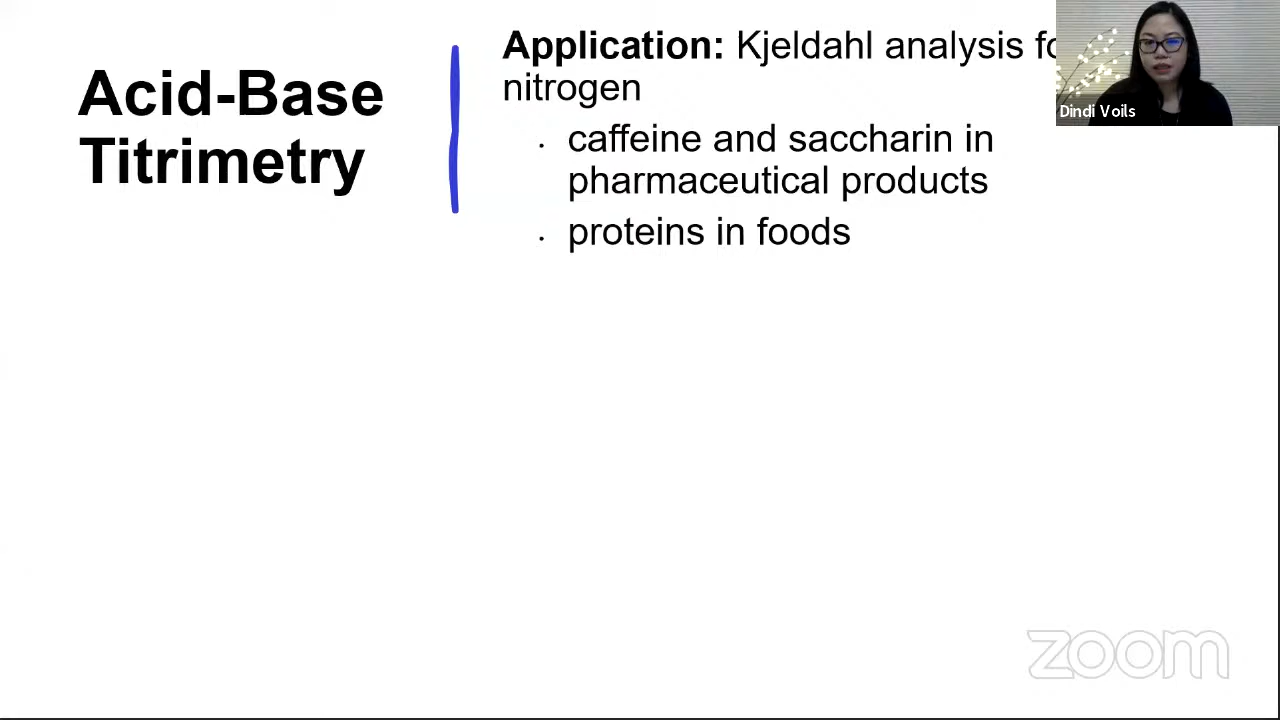 Acid-Base
Titrimetry
Application: Kjeldahl analysis
nitrogen
· caffeine and saccharin in
pharmaceutical products
· proteins in foods
Dindi Voils
zoom